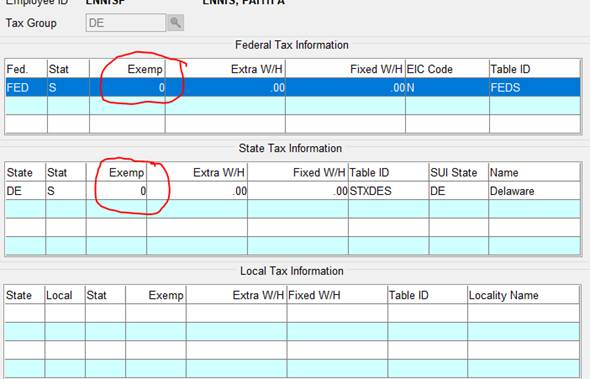 Employee ID ENNISF ENNIS, FAITH A
Tax Group DE
Federal Tax Information
Fed. Stat Exemp Extra W/H Fixed W/H EIC Code Table ID
FED S 0 .00 .00 N FEDS
State Tax Information
State Stat Exemp Extra W/H Fixed W/H Table ID SUI State Name
DE S 0 .00 .00 STXDES DE Delaware
Local Tax Information
State Local Stat Exemp Extra W/H Fixed W/H Table ID Locality Name